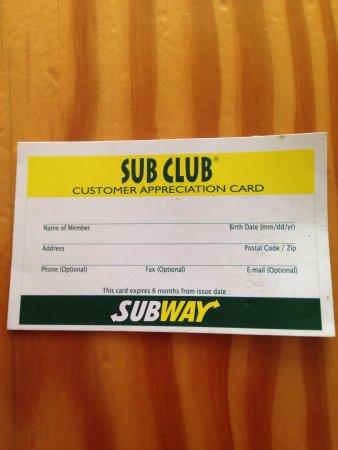 SUB CLUB®
CUSTOMER APPRECIATION CARD
Name of Member Birth Date (mm/dd/yr)
Address Postal Code / Zip
Phone (Optional) Fax (Optional) E-mail (Optional)
This card expires 6 months from issue date
SUBWAY